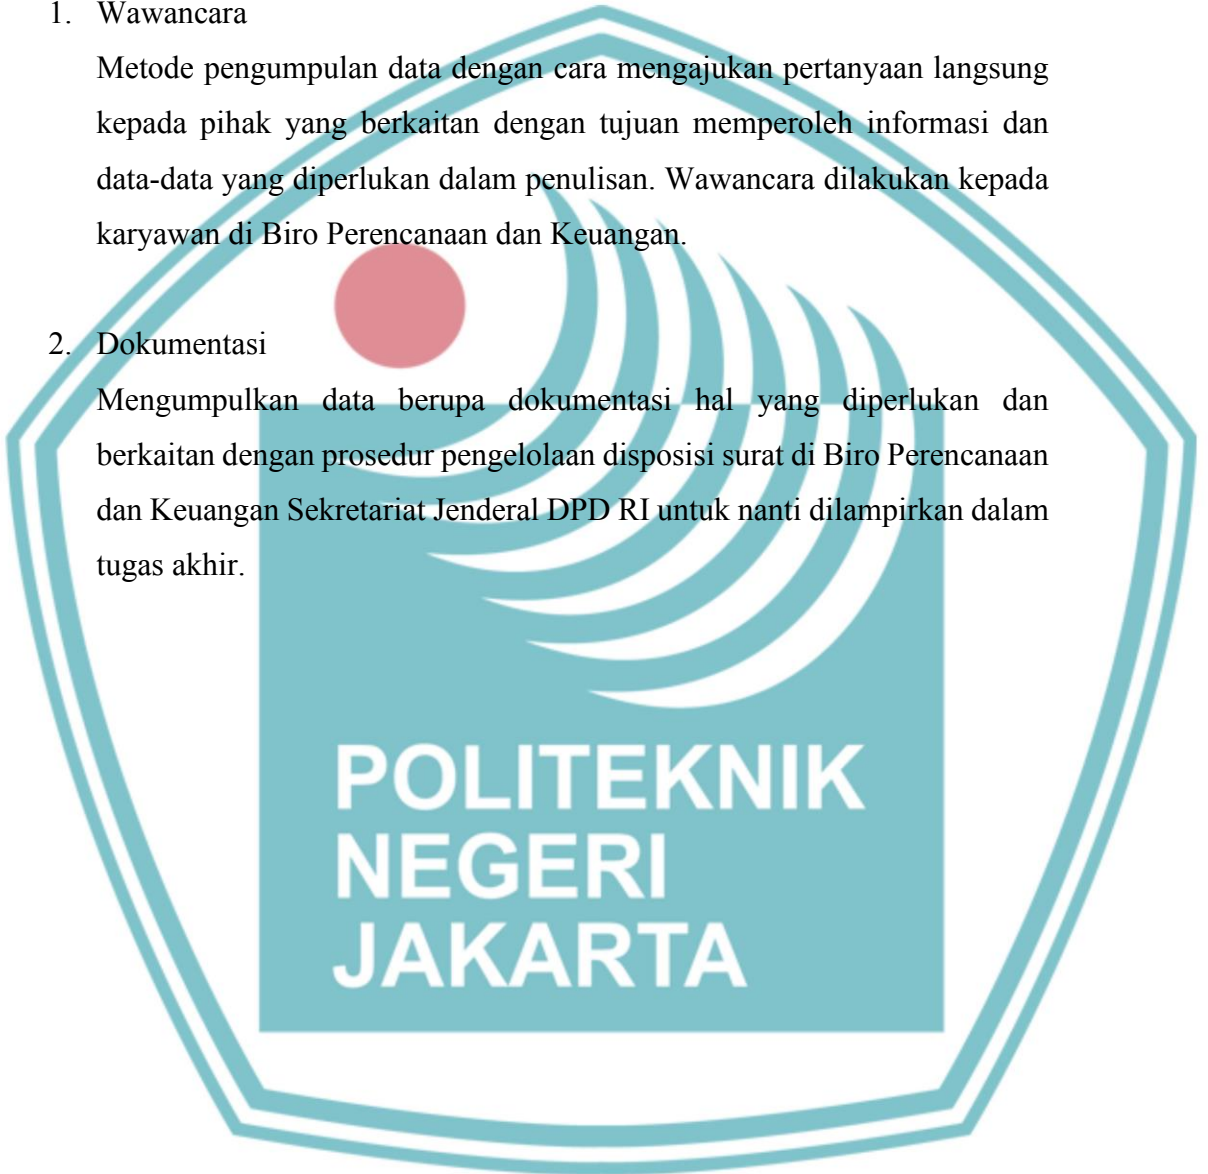 1. Wawancara
Metode pengumpulan data dengan cara mengajukan pertanyaan langsung
kepada pihak yang berkaitan dengan tujuan memperoleh informasi dan
data-data yang diperlukan dalam penulisan. Wawancara dilakukan kepada
karyawan di Biro Perencanaan dan Keuangan.
2. Dokumentasi
Mengumpulkan data berupa dokumentasi hal yang diperlukan dan
berkaitan dengan prosedur pengelolaan disposisi surat di Biro Perencanaan
dan Keuangan Sekretariat Jenderal DPD RI untuk nanti dilampirkan dalam
tugas akhir.
POLITEKNIK
NEGERI
JAKARTA